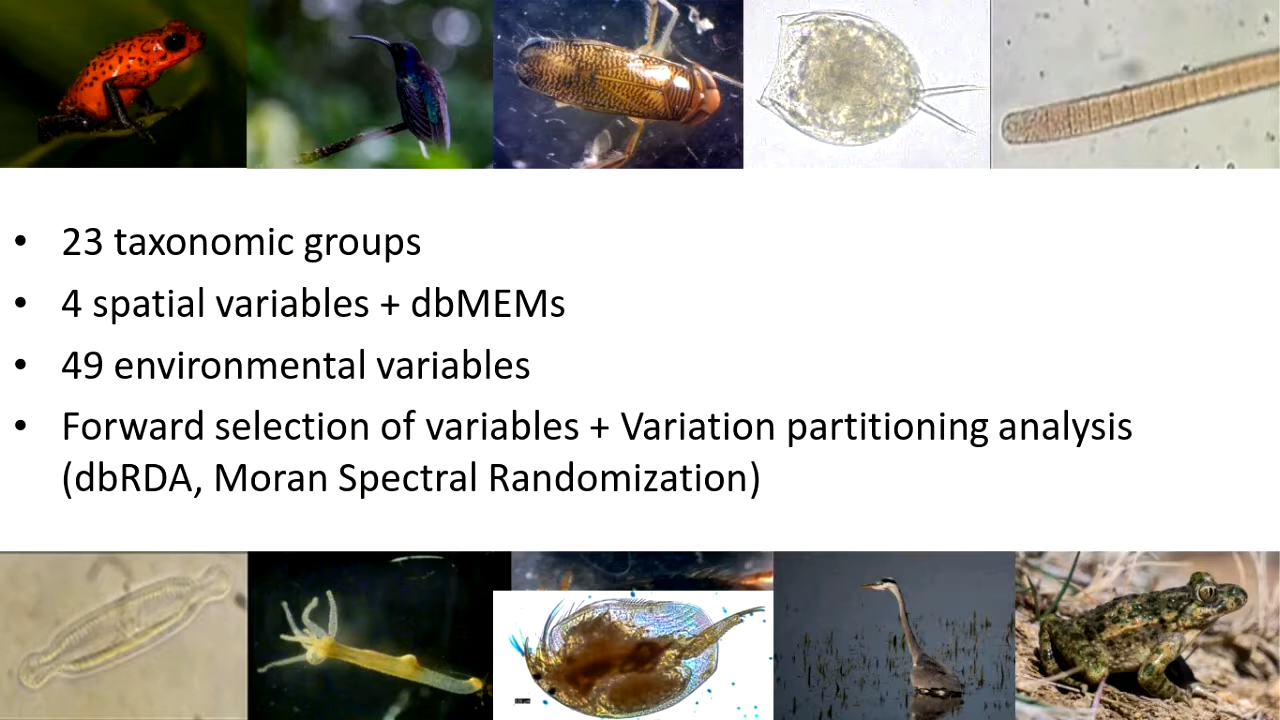 • 23 taxonomic groups
• 4 spatial variables + dbMEMs
• 49 environmental variables
• Forward selection of variables + Variation partitioning analysis
(dbRDA, Moran Spectral Randomization)